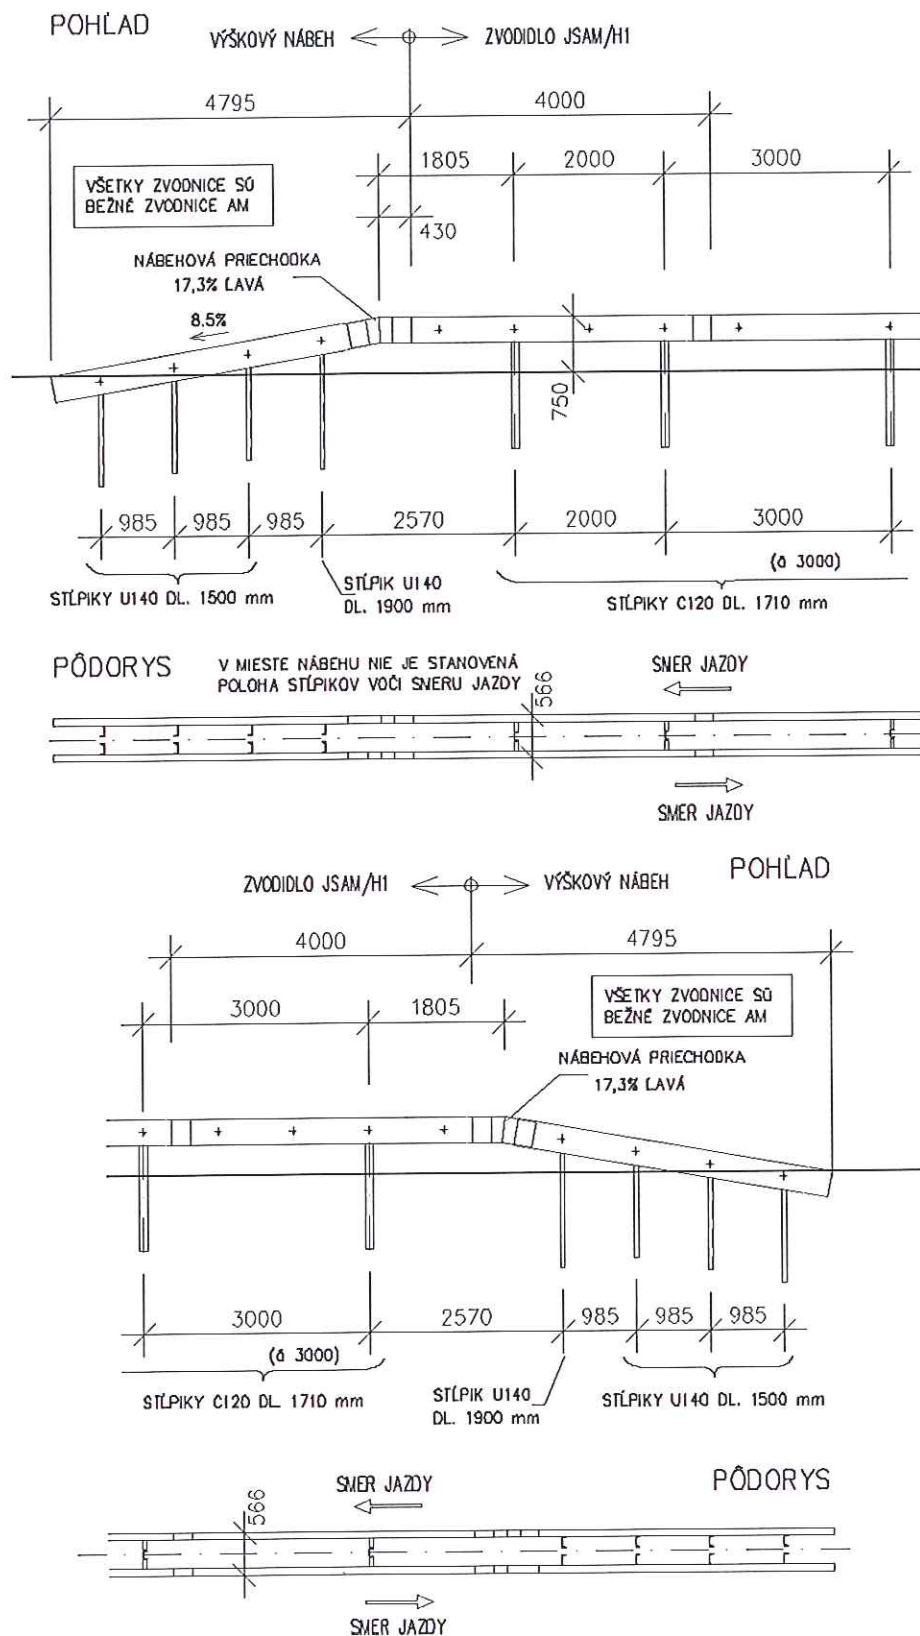 POHĽAD
VÝŠKOVÝ NÁBEH
ZVODIDLO JSAM/H1
4795
4000
1805
2000
3000
VŠETKY ZVODNICE SÚ
BEŽNÉ ZVODNICE AM
430
NÁBEHOVÁ PRIECHODKA
17,3% ĽAVÁ
8.5%
750
985
985
985
2570
2000
3000
(á 3000)
STĹPIKY U140 DL. 1500 mm
STĹPIK U140
DL. 1900 mm
STĹPIKY C120 DL. 1710 mm
PÔDORYS
V MIESTE NÁBEHU NIE JE STANOVENÁ
POLOHA STĹPIKOV VOČI SMERU JAZDY
566
SMER JAZDY
SMER JAZDY
POHĽAD
ZVODIDLO JSAM/H1
VÝŠKOVÝ NÁBEH
4000
4795
3000
1805
VŠETKY ZVODNICE SÚ
BEŽNÉ ZVODNICE AM
NÁBEHOVÁ PRIECHODKA
17,3% ĽAVÁ
3000
2570
985
985
985
(á 3000)
STĹPIKY C120 DL. 1710 mm
STĹPIK U140
DL. 1900 mm
STĹPIKY U140 DL. 1500 mm
PÔDORYS
SMER JAZDY
566
SMER JAZDY